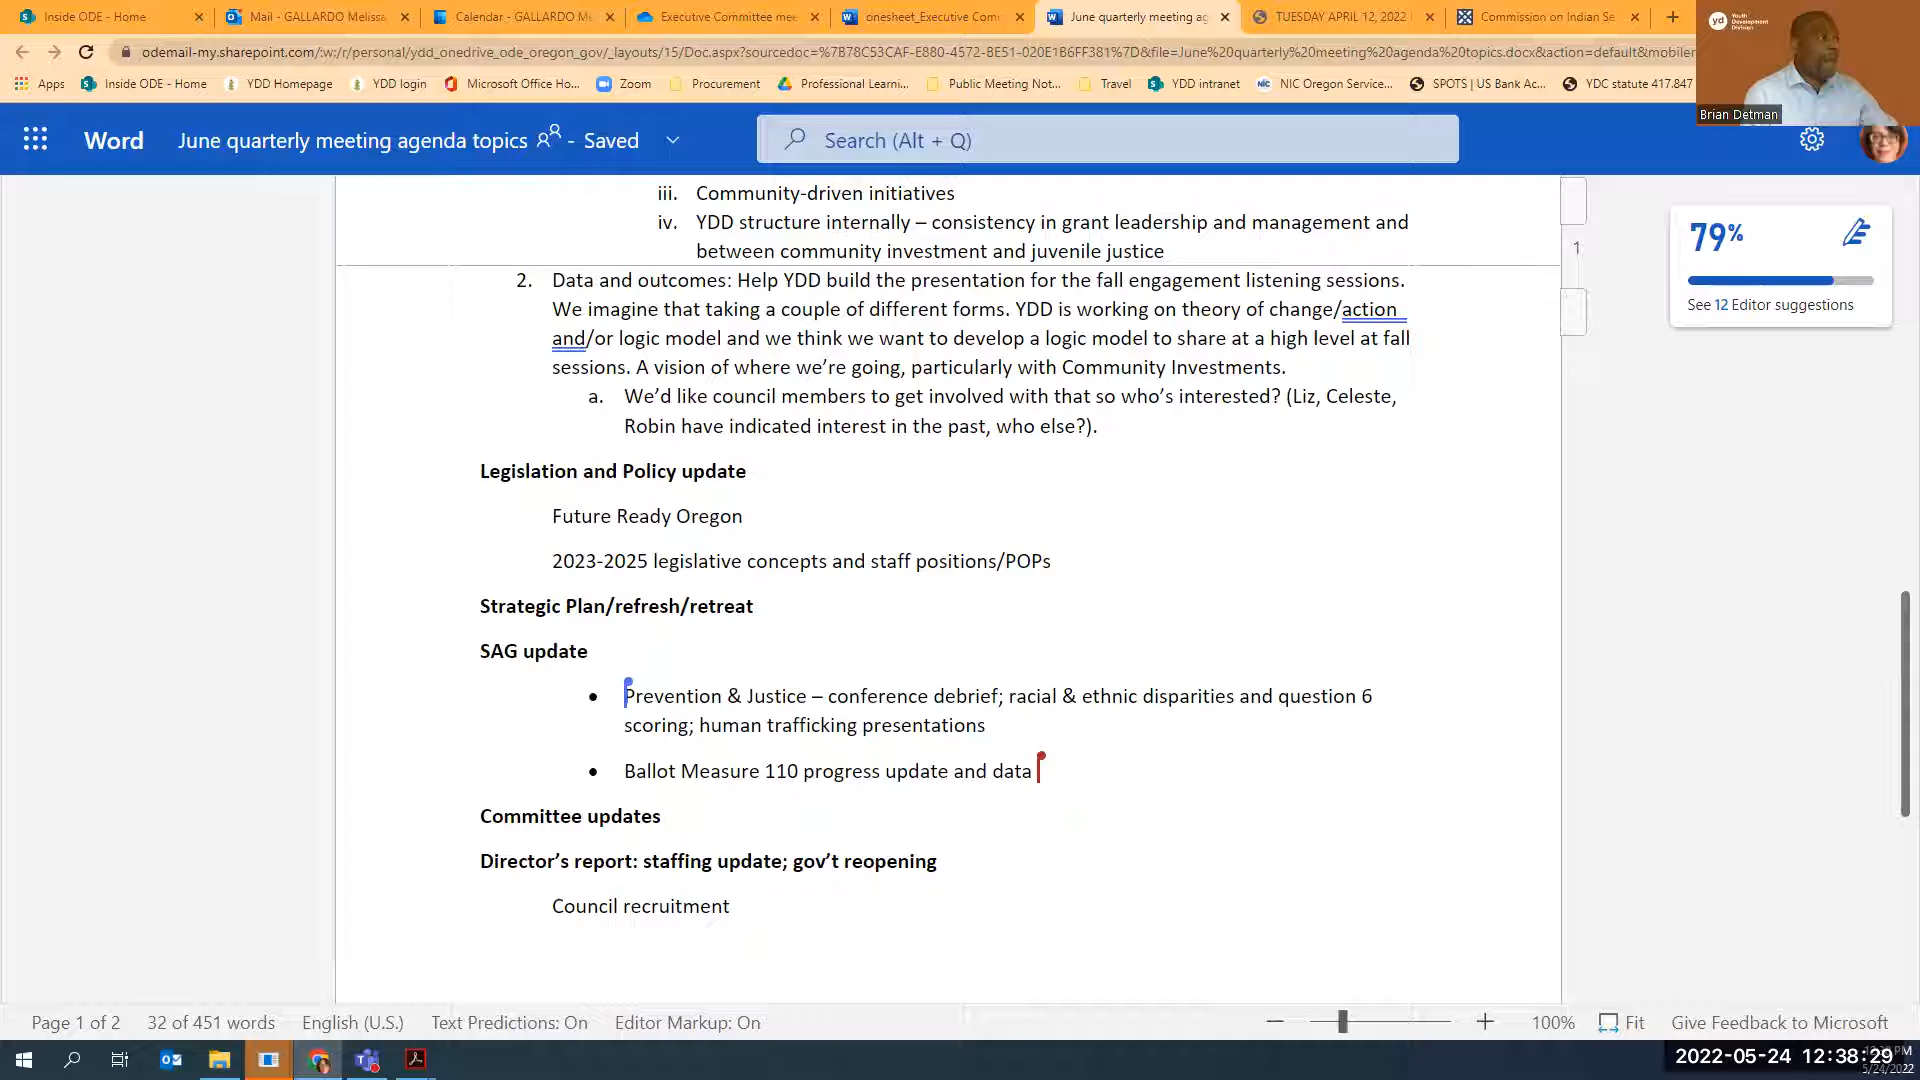 Inside ODE - Home
Mail - GALLARDO Melissa
Calendar - GALLARDO M
Executive Committee mee
onesheet_Executive Com
June quarterly meeting ag
TUESDAY APRIL 12, 2022
Commission on Indian Se
odemail-my.sharepoint.com/:w:/r/personal/ydd_onedrive_ode_oregon_gov/_layouts/15/Doc.aspx?sourcedoc=%7B78C53CAF-E880-4572-BE51-020E1B6FF381%7D&file=June%20quarterly%20meeting%20agenda%20topics.docx&action=default&mobiler
Apps
Inside ODE - Home
YDD Homepage
YDD login
Microsoft Office Ho...
Zoom
Procurement
Professional Learni...
Public Meeting Not...
Travel
YDD intranet
NIC Oregon Service...
SPOTS | US Bank Ac...
YDC statute 417.847
yd Youth Development Division
Brian Detman
Word
June quarterly meeting agenda topics - Saved
Search (Alt + Q)
iii. Community-driven initiatives
iv. YDD structure internally – consistency in grant leadership and management and
between community investment and juvenile justice
1
2. Data and outcomes: Help YDD build the presentation for the fall engagement listening sessions.
We imagine that taking a couple of different forms. YDD is working on theory of change/action
and/or logic model and we think we want to develop a logic model to share at a high level at fall
sessions. A vision of where we're going, particularly with Community Investments.
a. We'd like council members to get involved with that so who's interested? (Liz, Celeste,
Robin have indicated interest in the past, who else?).
79%
See 12 Editor suggestions
Legislation and Policy update
Future Ready Oregon
2023-2025 legislative concepts and staff positions/POPs
Strategic Plan/refresh/retreat
SAG update
• Prevention & Justice – conference debrief; racial & ethnic disparities and question 6
scoring; human trafficking presentations
• Ballot Measure 110 progress update and data
Committee updates
Director's report: staffing update; gov't reopening
Council recruitment
Page 1 of 2
32 of 451 words
English (U.S.)
Text Predictions: On
Editor Markup: On
100%
Fit
Give Feedback to Microsoft
2022-05-24 12:38:29
5/24/2022